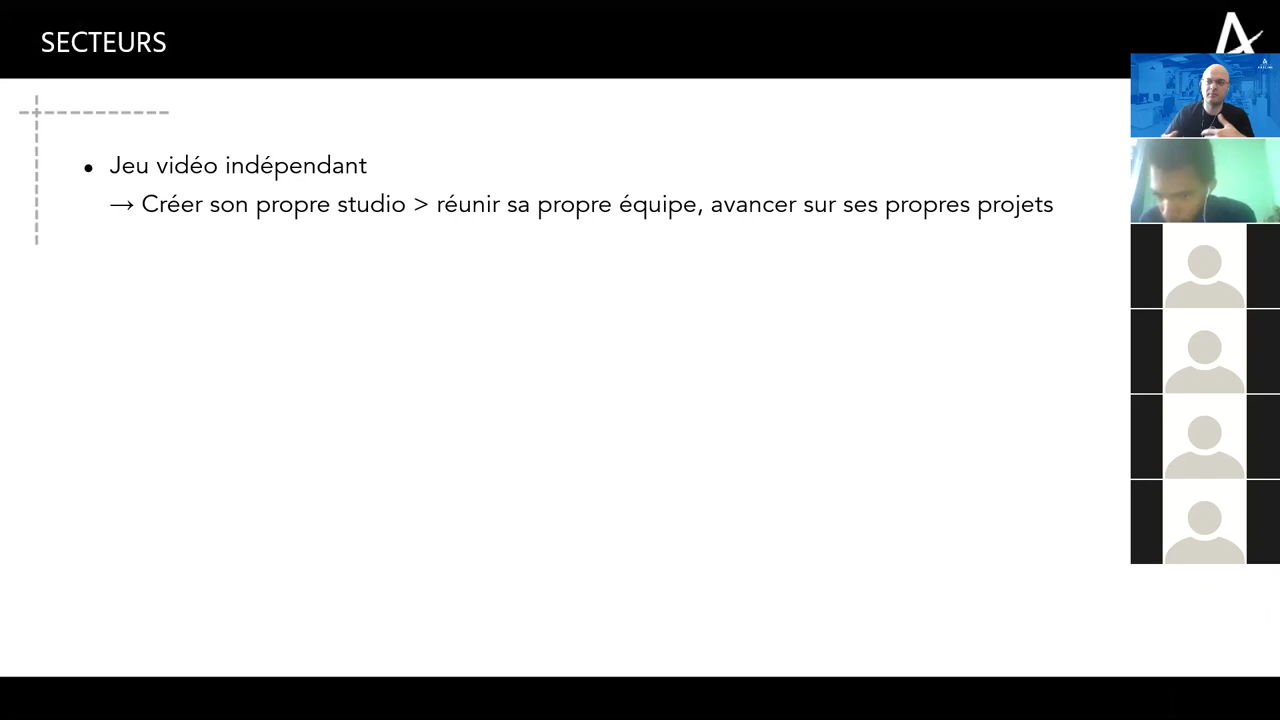 SECTEURS
• Jeu vidéo indépendant
→ Créer son propre studio > réunir sa propre équipe, avancer sur ses propres projets